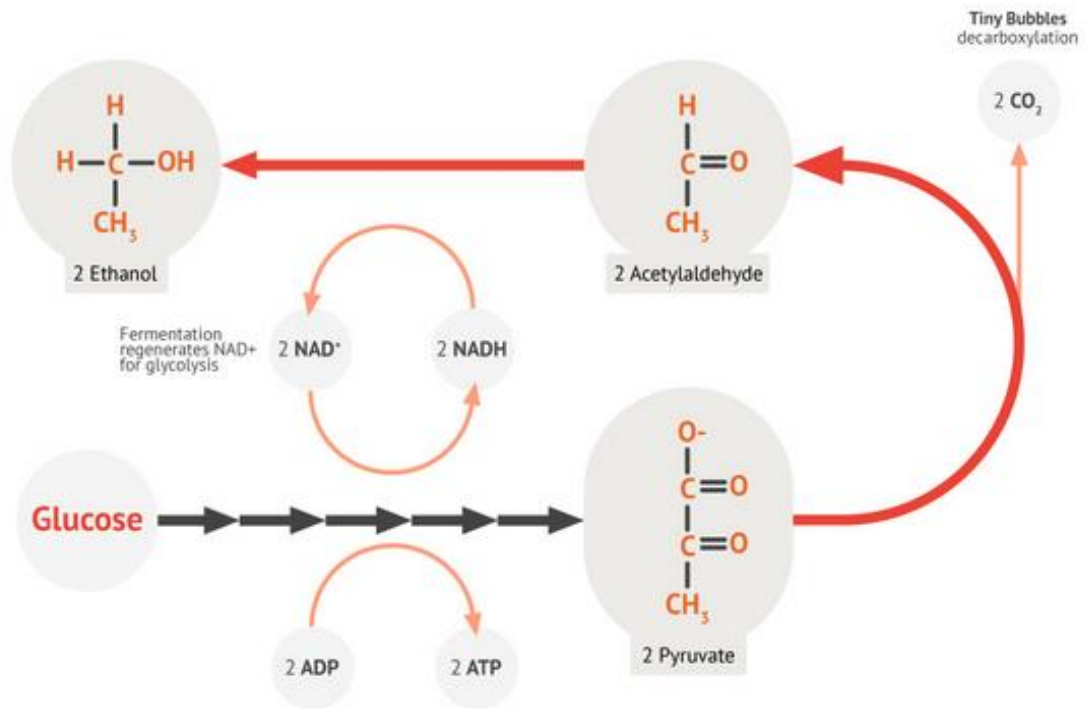 Tiny Bubbles
decarboxylation
2 CO₂
H
H C OH
CH₃
2 Ethanol
H
C O
CH₃
2 Acetylaldehyde
Fermentation
regenerates NAD+
for glycolysis
2 NAD⁺
2 NADH
Glucose
O-
C O
C O
CH₃
2 Pyruvate
2 ADP
2 ATP